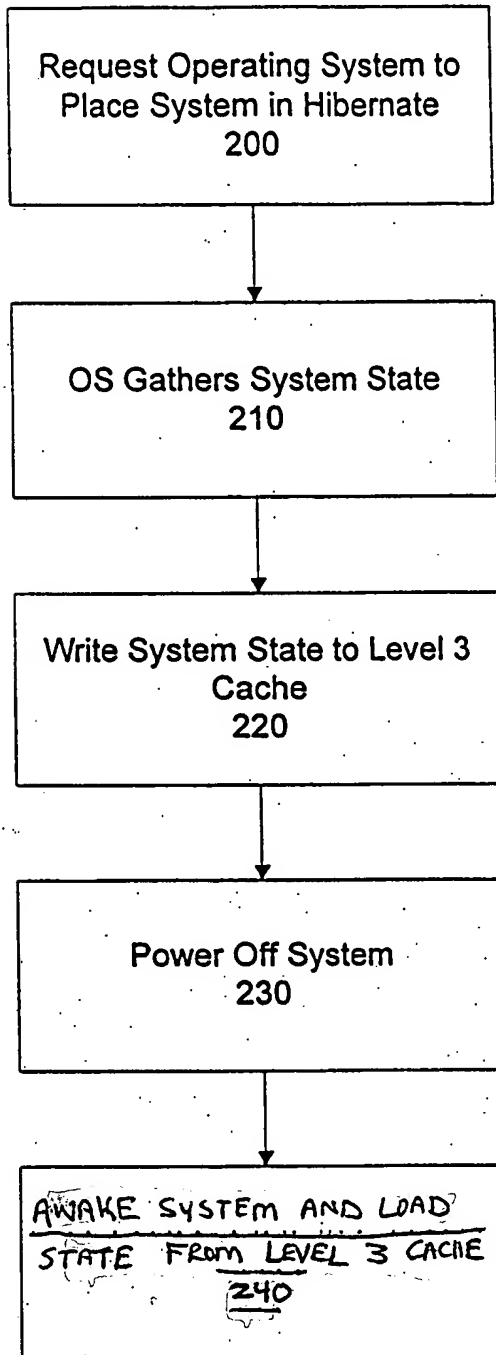 Request Operating System to
Place System in Hibernate
200
OS Gathers System State
210
Write System State to Level 3
Cache
220
Power Off System
230
AWAKE SYSTEM AND LOAD
STATE FROM LEVEL 3 CACHE
240